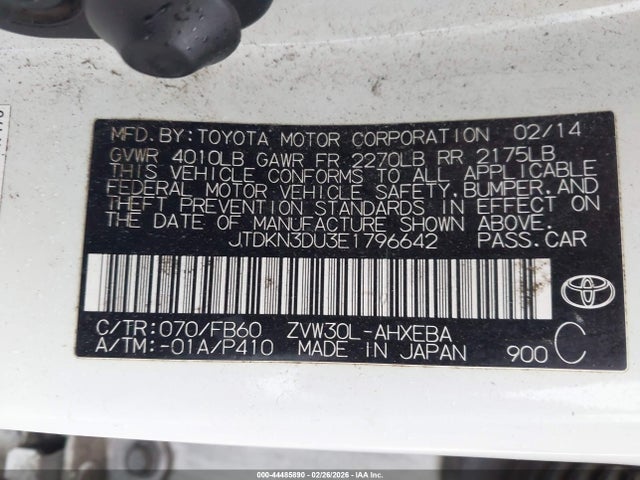 MFD.BY:TOYOTA MOTOR CORPORATION 02/14
GVWR 4010LB GAWR FR 2270LB RR 2175LB
THIS VEHICLE CONFORMS TO ALL APPLICABLE
FEDERAL MOTOR VEHICLE SAFETY,BUMPER,AND
THEFT PREVENTION STANDARDS IN EFFECT ON
THE DATE OF MANUFACTURE SHOWN ABOVE.
JTDKN3DU3E1796642 PASS.CAR
C/TR:070/FB60 ZVW30L-AHXEBA
A/TM:-01A/P410 MADE IN JAPAN 900 C
000-44485890 | 02/26/2026 | IAA Inc.